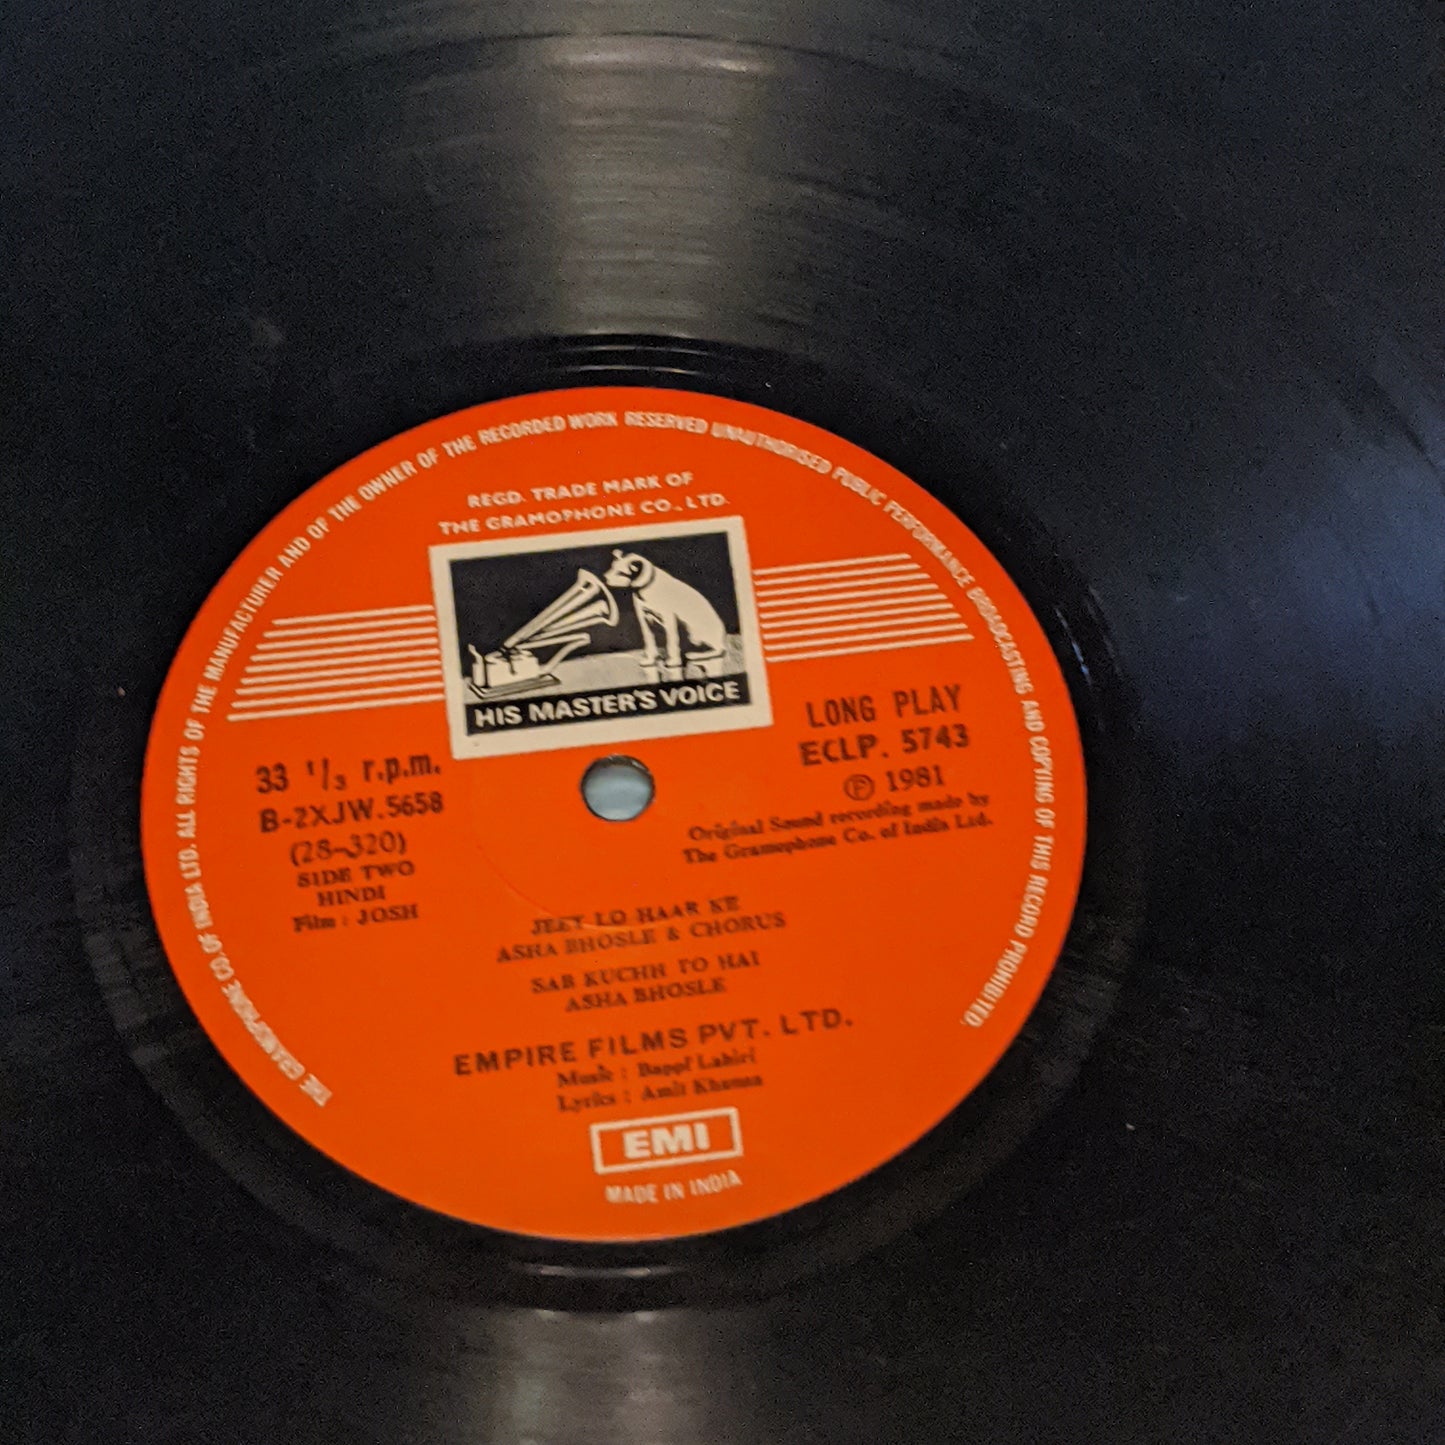 THE GRAMOPHONE CO. OF INDIA LTD. ALL RIGHTS OF THE MANUFACTURER AND OF THE OWNER OF THE RECORDED WORK RESERVED UNAUTHORISED PUBLIC PERFORMANCE BROADCASTING AND COPYING OF THIS RECORD PROHIBITED.
REGD. TRADE MARK OF
THE GRAMOPHONE CO., LTD.
HIS MASTER'S VOICE
33 1/3 r.p.m.
B-2XJW.5658
(28-320)
SIDE TWO
HINDI
Film : JOSH
LONG PLAY
ECLP. 5743
Ⓟ 1981
Original Sound recording made by
The Gramophone Co. of India Ltd.
JEET LO HAAR KE
ASHA BHOSLE & CHORUS
SAB KUCHH TO HAI
ASHA BHOSLE
EMPIRE FILMS PVT. LTD.
Music : Bappi Lahiri
Lyrics : Amit Khanna
EMI
MADE IN INDIA